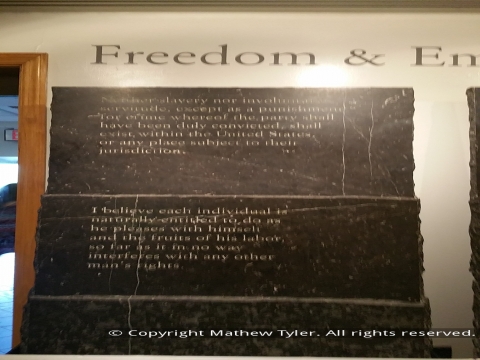 Freedom & Em
Neither slavery nor involuntary
servitude, except as a punishment
for crime whereof the party shall
have been duly convicted, shall
exist within the United States,
or any place subject to their
jurisdiction.
I believe each individual is
naturally entitled to do as
he pleases with himself
and the fruits of his labor,
so far as it in no way
interferes with any other
man's rights.
© Copyright Mathew Tyler. All rights reserved.